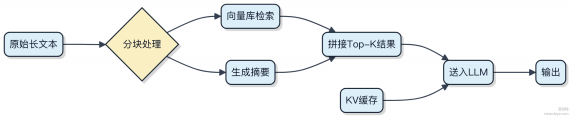 原始长文本
分块处理
向量库检索
生成摘要
拼接Top-K结果
KV缓存
送入LLM
输出